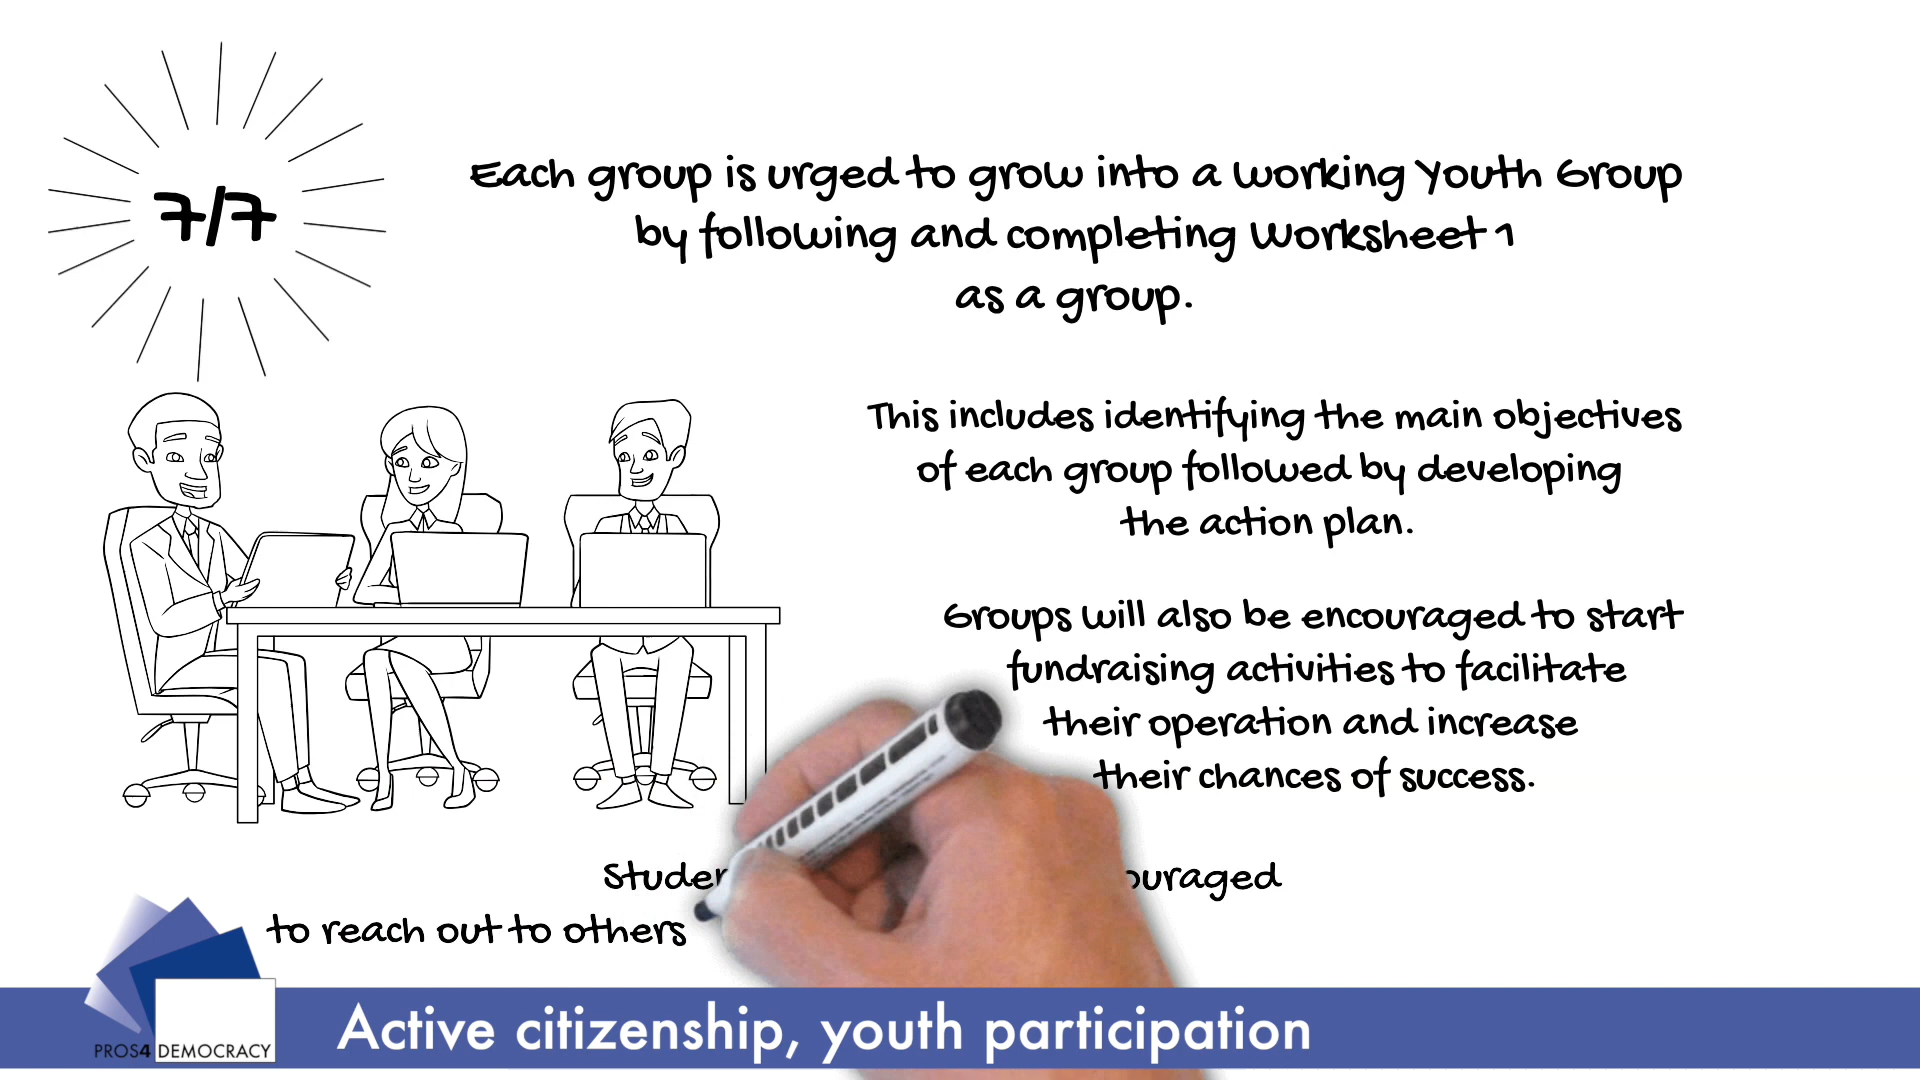 7/7
Each group is urged to grow into a working Youth Group
by following and completing Worksheet 1
as a group.
This includes identifying the main objectives
of each group followed by developing
the action plan.
Groups will also be encouraged to start
fundraising activities to facilitate
their operation and increase
their chances of success.
to reach out to others
PROS4 DEMOCRACY
Active citizenship, youth participation